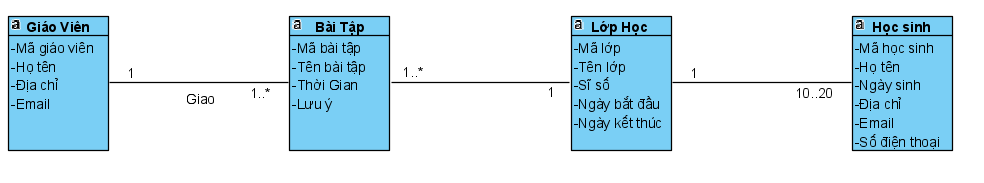 a Giáo Viên
-Mã giáo viên
-Họ tên
-Địa chỉ
-Email
1
Giao
1..*
a Bài Tập
-Mã bài tập
-Tên bài tập
-Thời Gian
-Lưu ý
1..*
1
a Lớp Học
-Mã lớp
-Tên lớp
-Sĩ số
-Ngày bắt đầu
-Ngày kết thúc
1
10..20
a Học sinh
-Mã học sinh
-Họ tên
-Ngày sinh
-Địa chỉ
-Email
-Số điện thoại